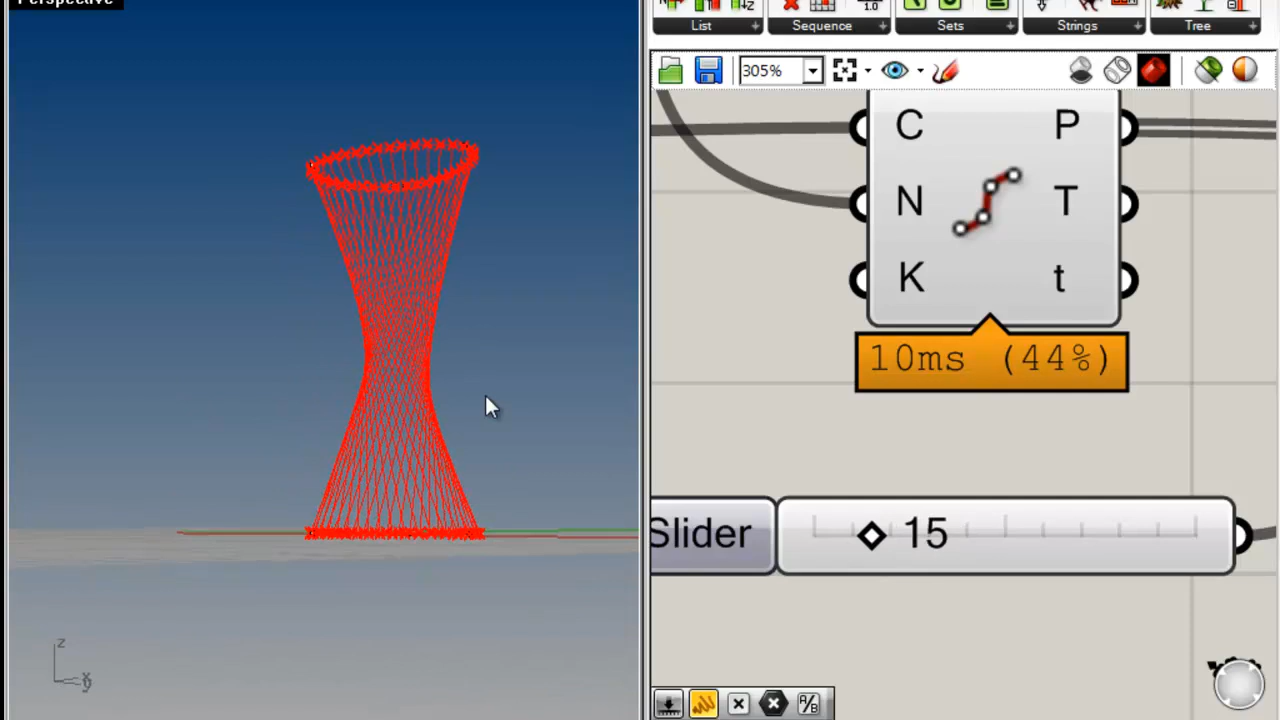 Perspective
List
Sequence
Sets
Strings
Tree
305%
C
P
N
T
K
t
10ms (44%)
Slider
15
z
x
y
A/B